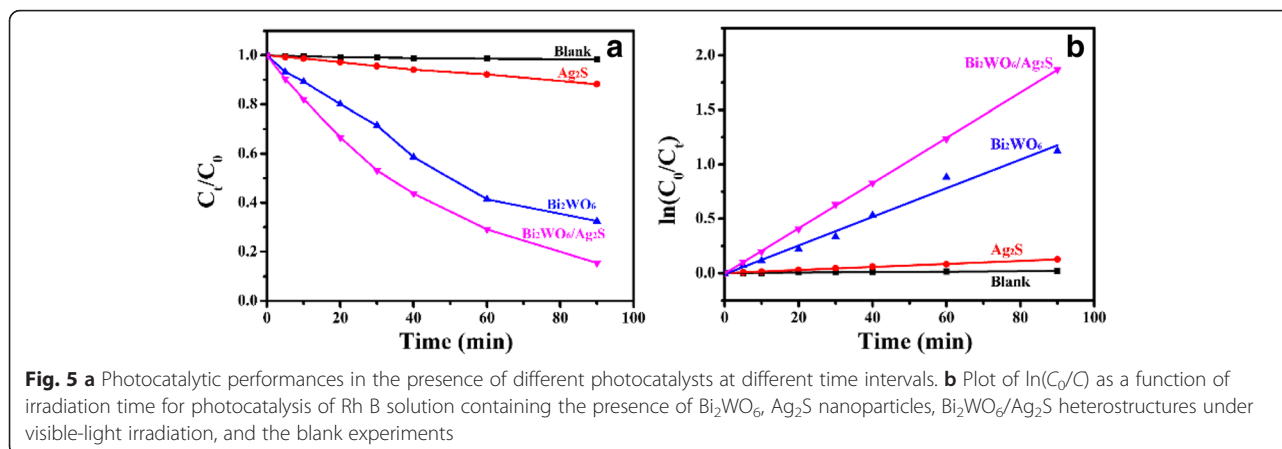 a
1.0
0.8
0.6
0.4
0.2
0.0
Cₜ/C₀
Blank
Ag₂S
Bi₂WO₆
Bi₂WO₆/Ag₂S
0 20 40 60 80 100
Time (min)
b
2.0
1.5
1.0
0.5
0.0
ln(C₀/Cₜ)
Bi₂WO₆/Ag₂S
Bi₂WO₆
Ag₂S
Blank
0 20 40 60 80 100
Time (min)
Fig. 5 a Photocatalytic performances in the presence of different photocatalysts at different time intervals. b Plot of ln(C₀/C) as a function of
irradiation time for photocatalysis of Rh B solution containing the presence of Bi₂WO₆, Ag₂S nanoparticles, Bi₂WO₆/Ag₂S heterostructures under
visible-light irradiation, and the blank experiments